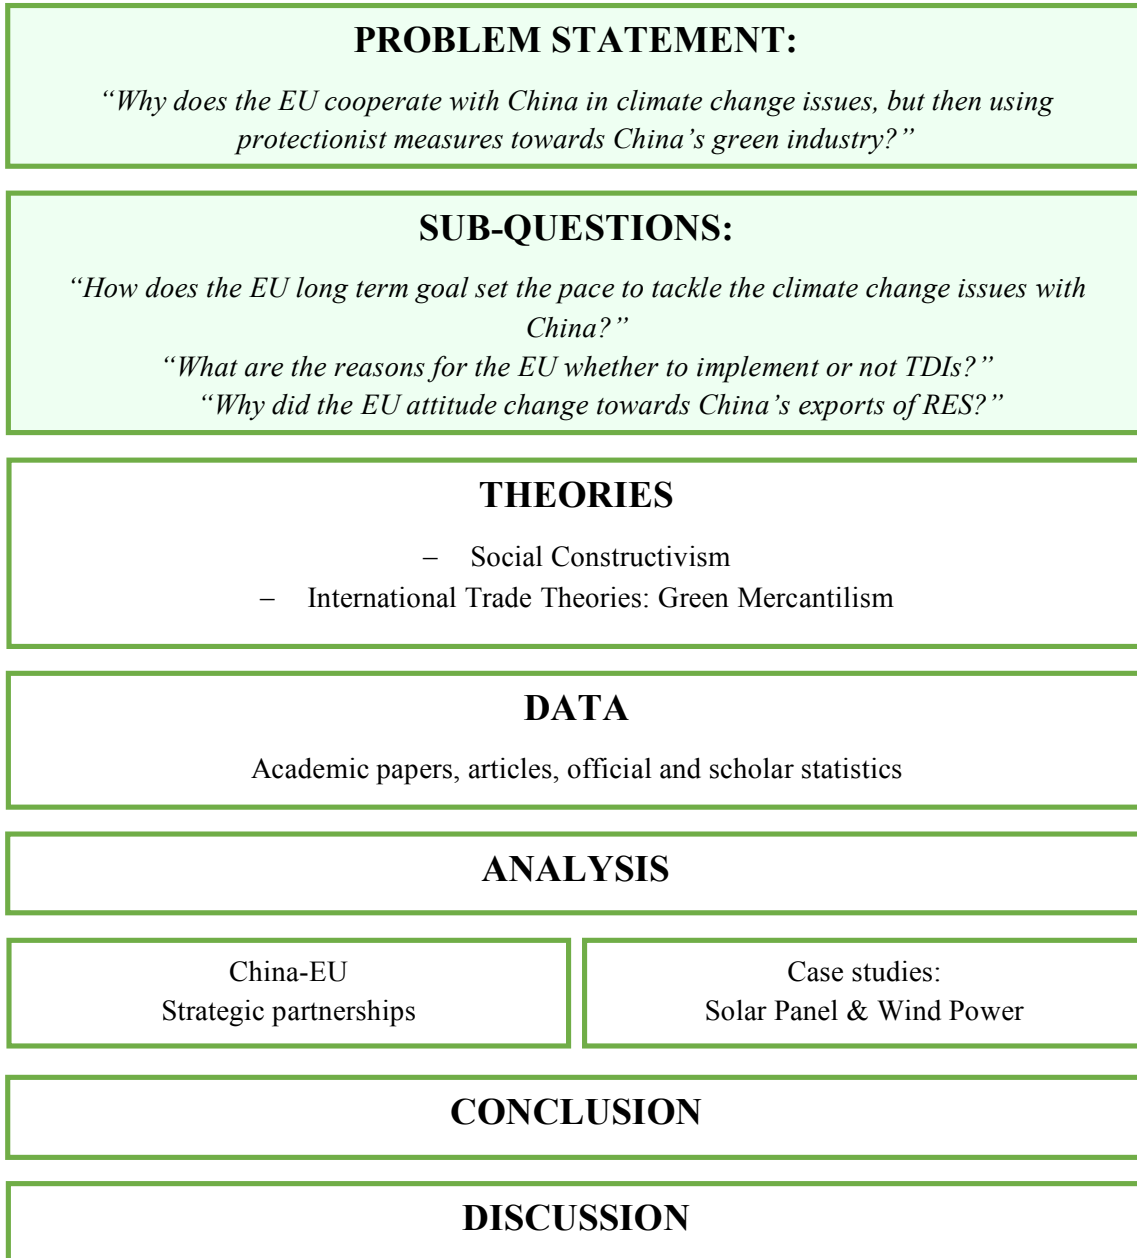 PROBLEM STATEMENT:
“Why does the EU cooperate with China in climate change issues, but then using
protectionist measures towards China’s green industry?”
SUB-QUESTIONS:
“How does the EU long term goal set the pace to tackle the climate change issues with
China?”
“What are the reasons for the EU whether to implement or not TDIs?”
“Why did the EU attitude change towards China’s exports of RES?”
THEORIES
– Social Constructivism
– International Trade Theories: Green Mercantilism
DATA
Academic papers, articles, official and scholar statistics
ANALYSIS
China-EU
Strategic partnerships
Case studies:
Solar Panel & Wind Power
CONCLUSION
DISCUSSION